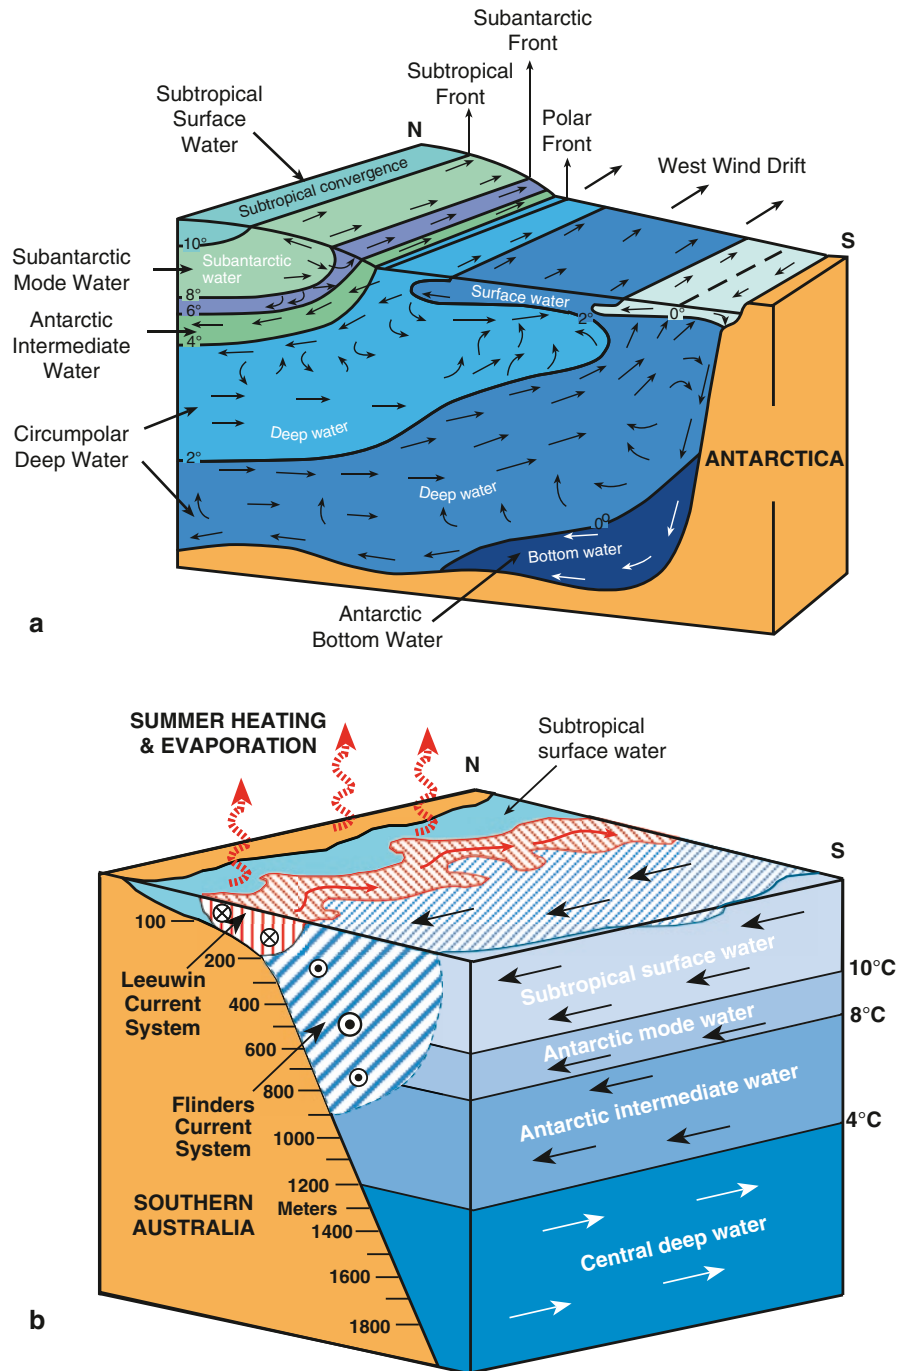 a
Subantarctic
Front
Subtropical
Front
Subtropical
Surface
Water
N
Polar
Front
West Wind Drift
S
Subtropical convergence
10°
Subantarctic
water
Subantarctic
Mode Water
8°
6°
Surface water
2°
0°
Antarctic
Intermediate
Water
4°
Circumpolar
Deep Water
Deep water
2°
ANTARCTICA
Deep water
0°
Bottom water
Antarctic
Bottom Water
a
SUMMER HEATING
& EVAPORATION
Subtropical
surface water
N
S
100
200
400
600
800
1000
1200
Meters
1400
1600
1800
Leeuwin
Current
System
Flinders
Current
System
SOUTHERN
AUSTRALIA
Subtropical surface water
10°C
Antarctic mode water
8°C
Antarctic intermediate water
4°C
Central deep water
b